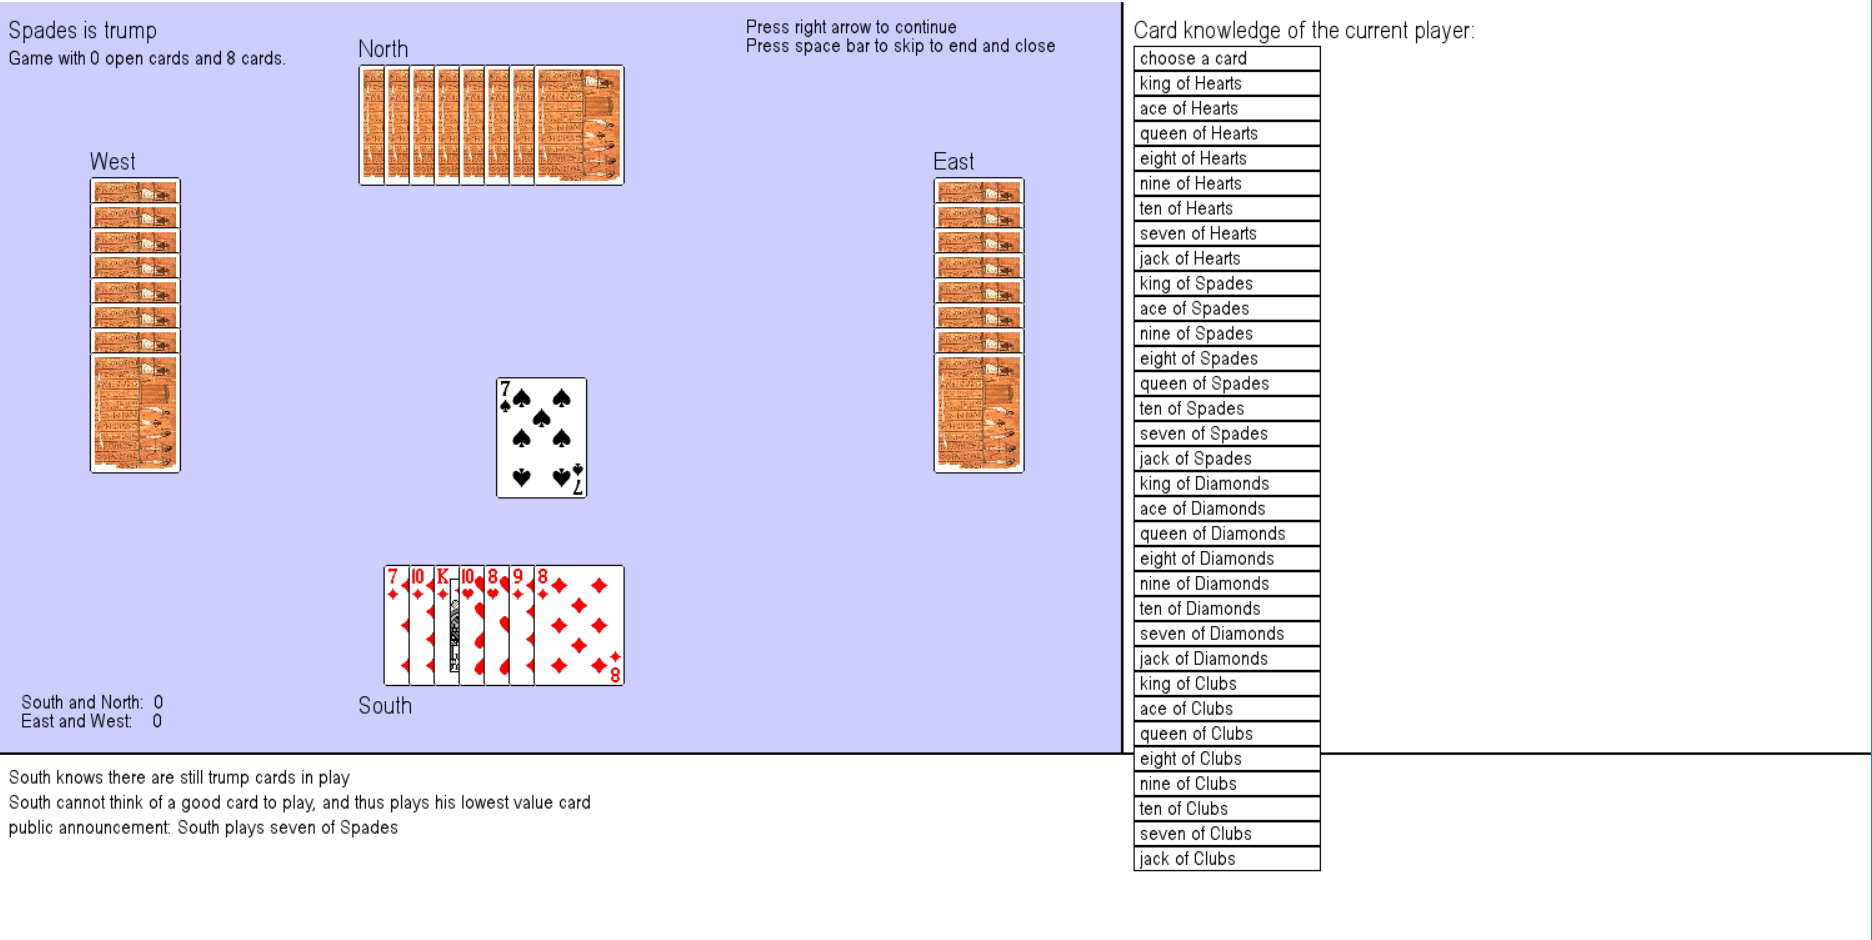 Spades is trump
Game with 0 open cards and 8 cards.
North
Press right arrow to continue
Press space bar to skip to end and close
West
East
7
7
7
10
K
10
8
9
8
8
South and North: 0
East and West: 0
South
South knows there are still trump cards in play
South cannot think of a good card to play, and thus plays his lowest value card
public announcement: South plays seven of Spades
Card knowledge of the current player:
choose a card
king of Hearts
ace of Hearts
queen of Hearts
eight of Hearts
nine of Hearts
ten of Hearts
seven of Hearts
jack of Hearts
king of Spades
ace of Spades
nine of Spades
eight of Spades
queen of Spades
ten of Spades
seven of Spades
jack of Spades
king of Diamonds
ace of Diamonds
queen of Diamonds
eight of Diamonds
nine of Diamonds
ten of Diamonds
seven of Diamonds
jack of Diamonds
king of Clubs
ace of Clubs
queen of Clubs
eight of Clubs
nine of Clubs
ten of Clubs
seven of Clubs
jack of Clubs